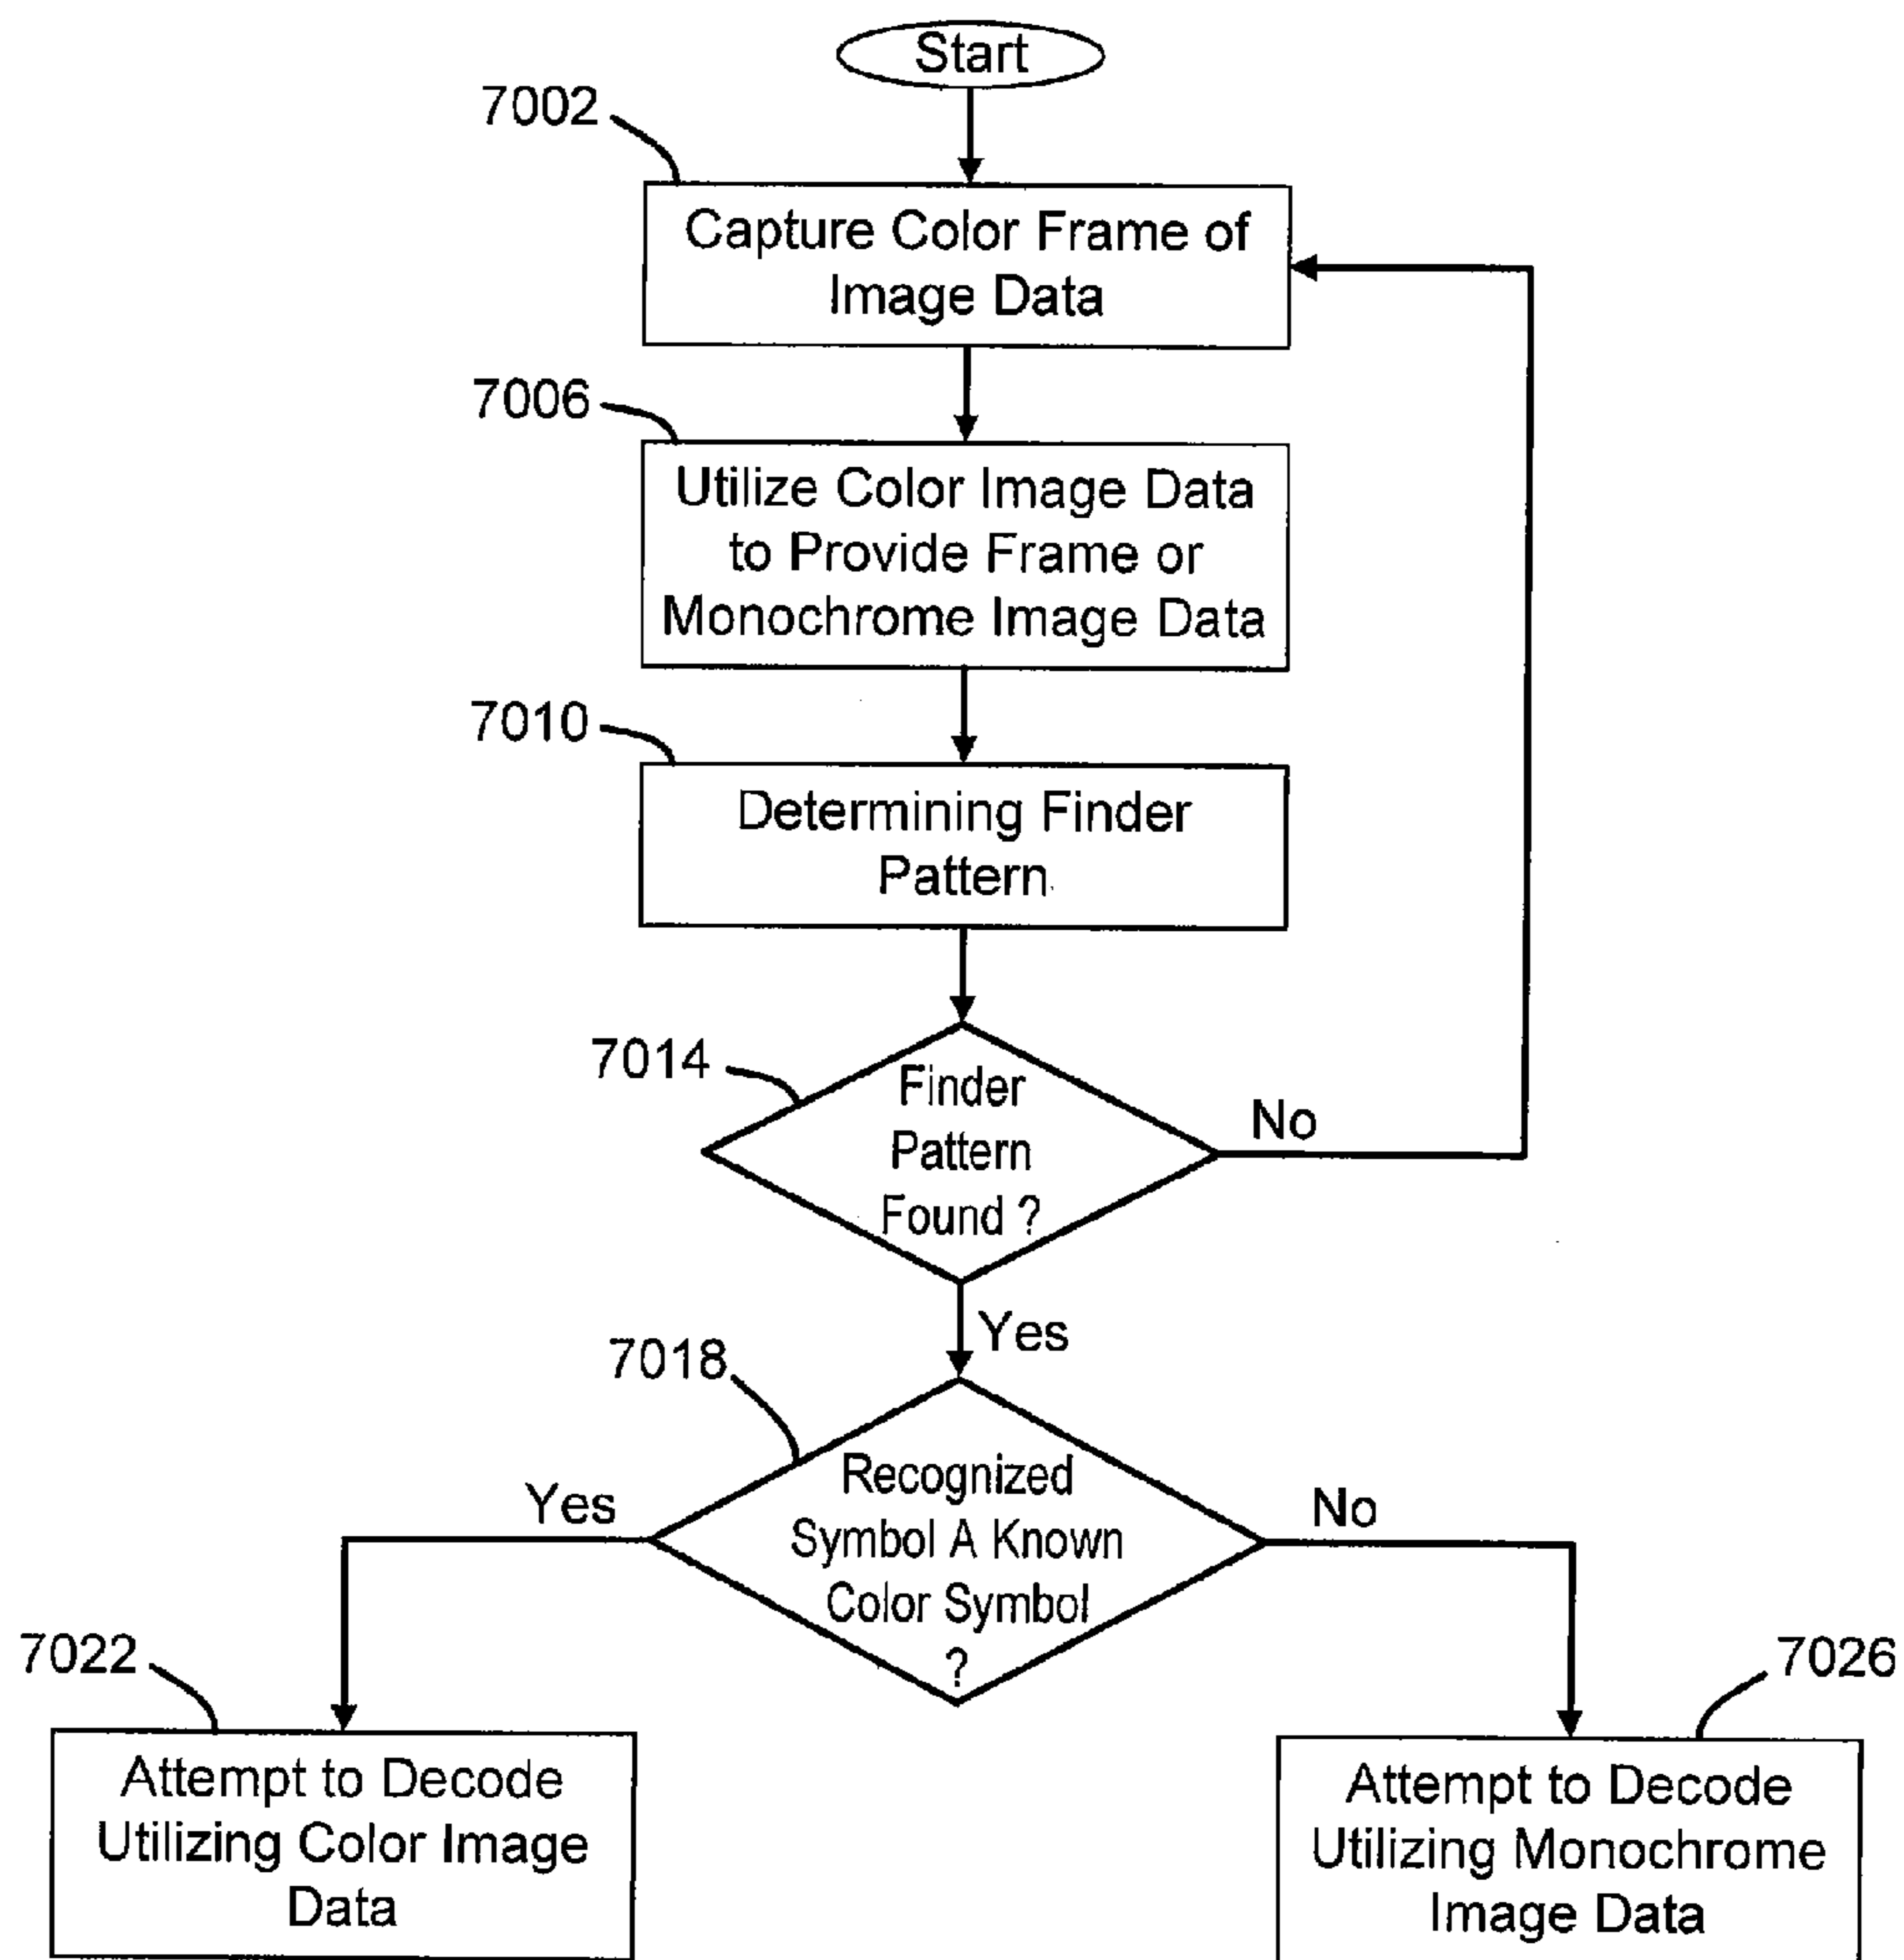 Start
7002
Capture Color Frame of
Image Data
7006
Utilize Color Image Data
to Provide Frame or
Monochrome Image Data
7010
Determining Finder
Pattern
7014
Finder
Pattern
Found ?
No
Yes
7018
Recognized
Symbol A Known
Color Symbol
?
Yes
No
7022
Attempt to Decode
Utilizing Color Image
Data
7026
Attempt to Decode
Utilizing Monochrome
Image Data